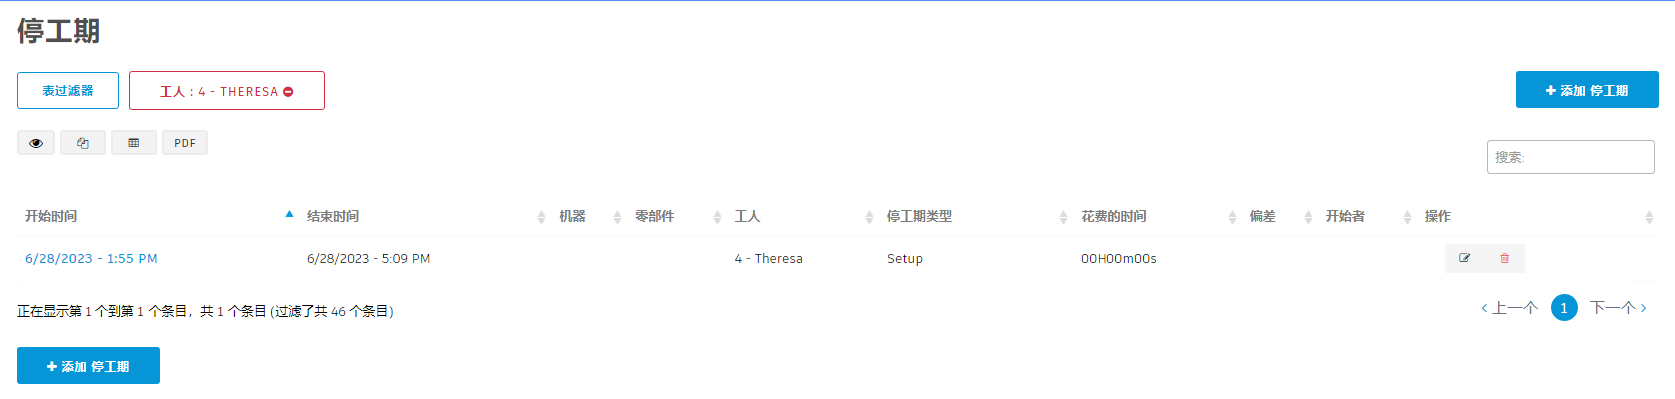 停工期
表过滤器 工人 : 4 - THERESA
+ 添加 停工期
PDF
搜索:
开始时间 结束时间 机器 零部件 工人 停工期类型 花费的时间 偏差 开始者 操作
6/28/2023 - 1:55 PM 6/28/2023 - 5:09 PM 4 - Theresa Setup 00H00m00s
正在显示第 1 个到第 1 个条目，共 1 个条目 (过滤了共 46 个条目)
‹ 上一个 1 下一个 ›
+ 添加 停工期